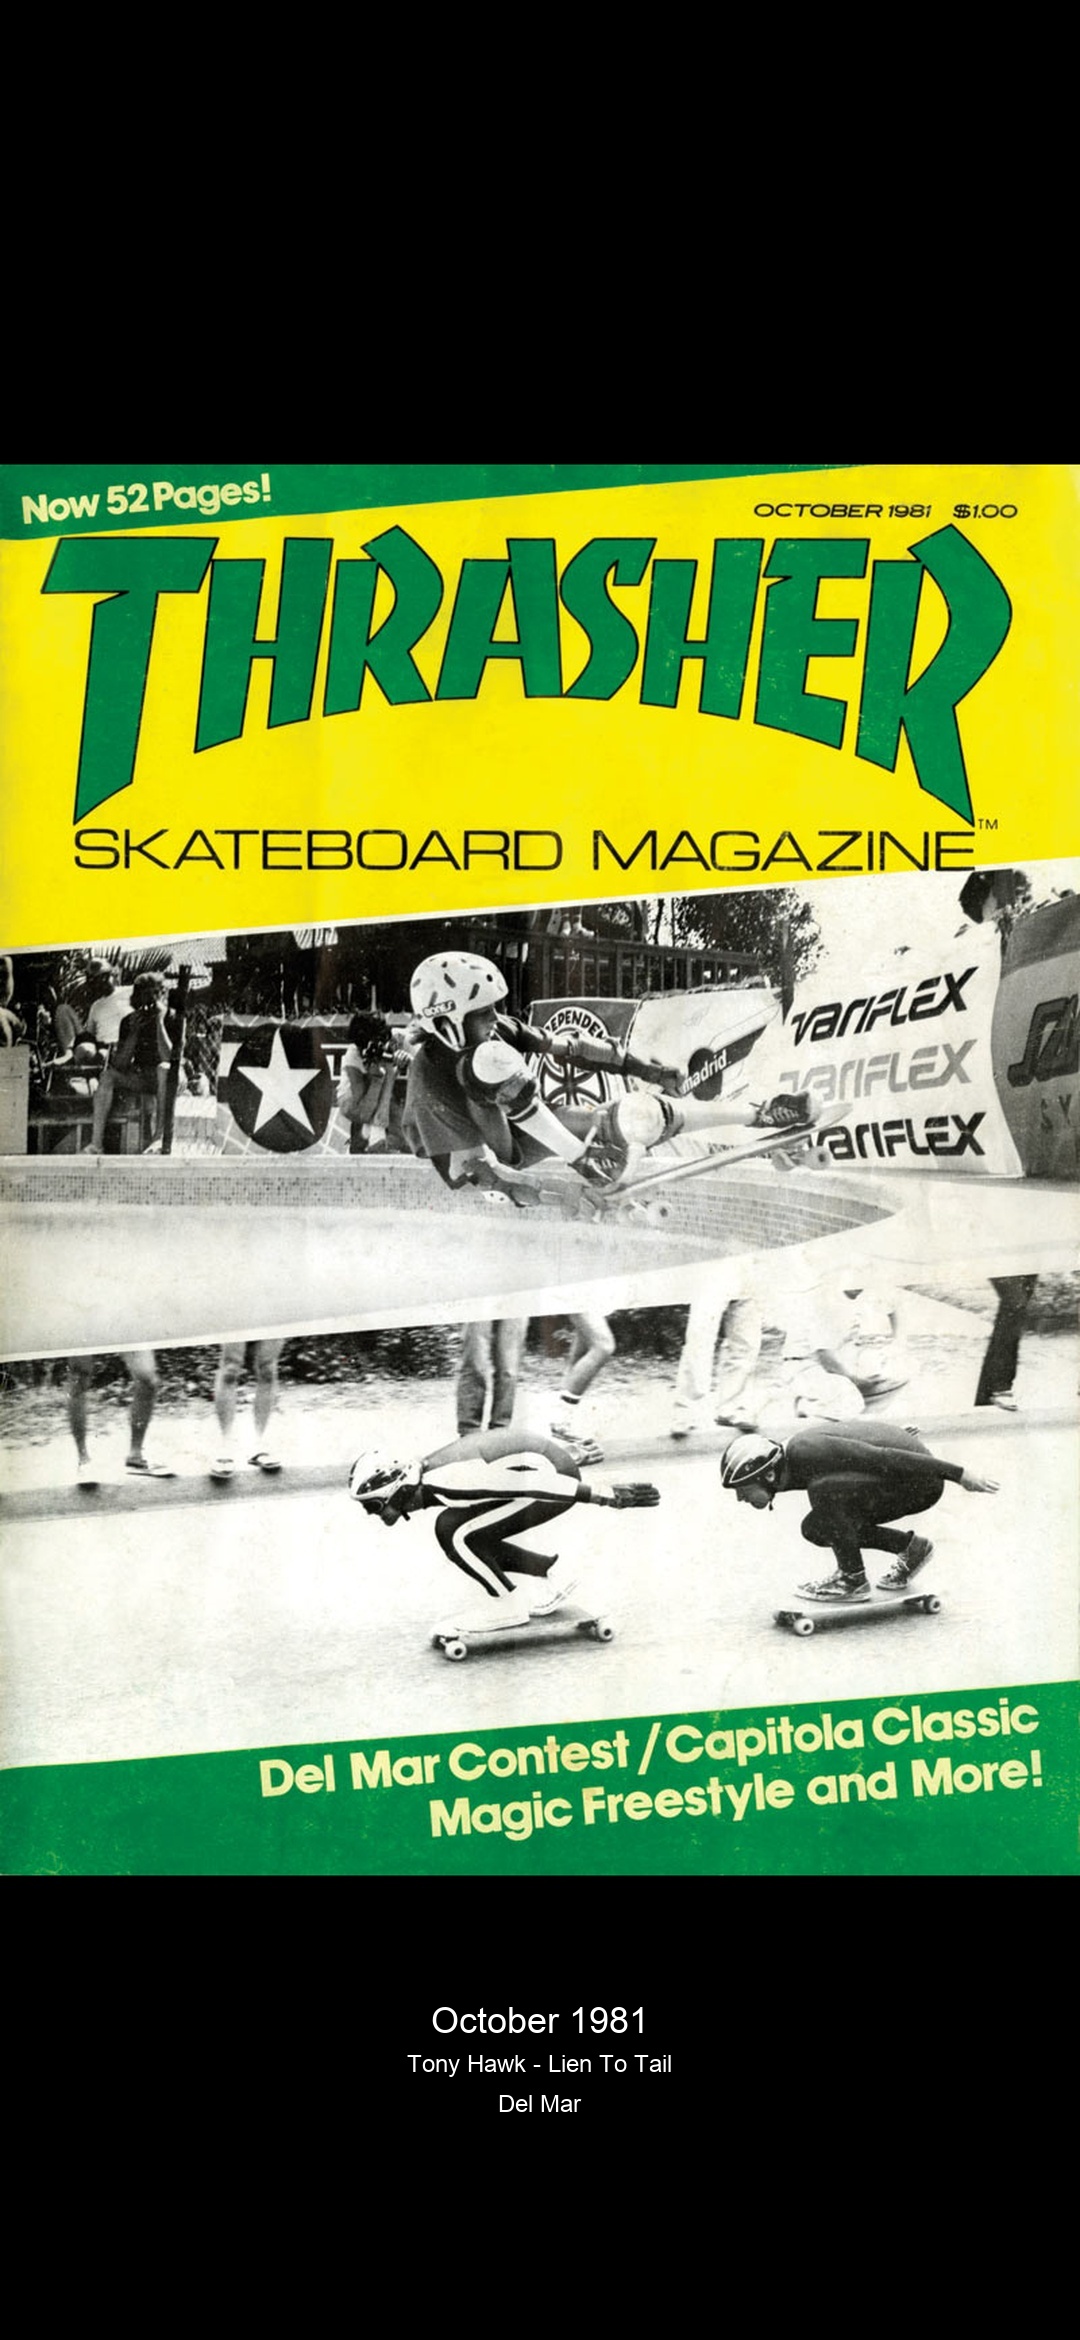 Now 52 Pages!
OCTOBER 1981 $1.00
THRASHER
SKATEBOARD MAGAZINE™
VARIFLEX
INDEPENDEN
madrid
VARIFLEX
VARIFLEX
Del Mar Contest / Capitola Classic
Magic Freestyle and More!
October 1981
Tony Hawk - Lien To Tail
Del Mar